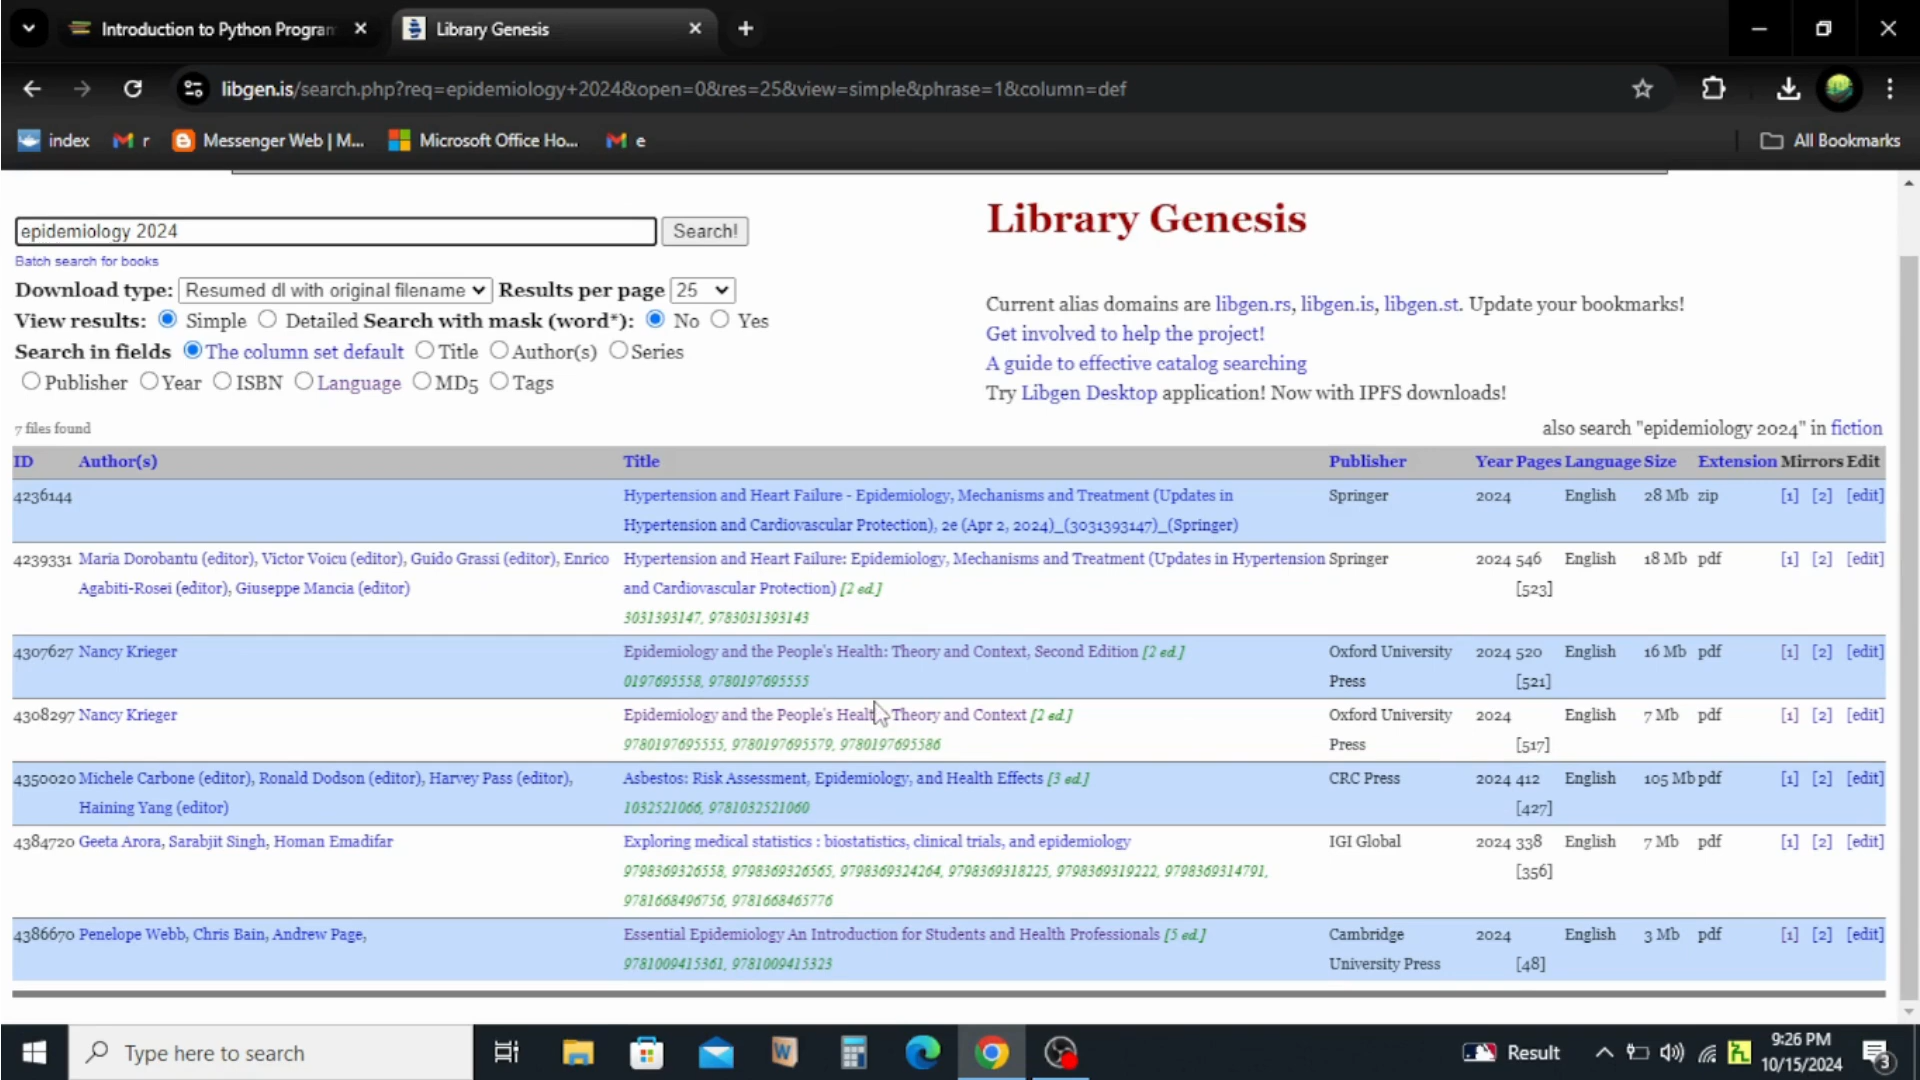 Introduction to Python Program
Library Genesis
libgen.is/search.php?req=epidemiology+2024&open=0&res=25&view=simple&phrase=1&column=def
index
r
Messenger Web | M...
Microsoft Office Ho...
e
All Bookmarks
epidemiology 2024
Search!
Library Genesis
Batch search for books
Download type: Resumed dl with original filename Results per page 25
Current alias domains are libgen.rs, libgen.is, libgen.st. Update your bookmarks!
View results: Simple Detailed Search with mask (word*): No Yes
Get involved to help the project!
Search in fields The column set default Title Author(s) Series
A guide to effective catalog searching
Publisher Year ISBN Language MD5 Tags
Try Libgen Desktop application! Now with IPFS downloads!
7 files found
also search "epidemiology 2024" in fiction
ID Author(s) Title Publisher Year Pages Language Size Extension Mirrors Edit
4236144 Hypertension and Heart Failure - Epidemiology, Mechanisms and Treatment (Updates in Springer 2024 English 28 Mb zip [1] [2] [edit]
Hypertension and Cardiovascular Protection), 2e (Apr 2, 2024)_(3031393147)_(Springer)
4239331 Maria Dorobantu (editor), Victor Voicu (editor), Guido Grassi (editor), Enrico Hypertension and Heart Failure: Epidemiology, Mechanisms and Treatment (Updates in Hypertension Springer 2024 546 English 18 Mb pdf [1] [2] [edit]
Agabiti-Rosei (editor), Giuseppe Mancia (editor) and Cardiovascular Protection) [2 ed.] [523]
3031393147, 9783031393143
4307627 Nancy Krieger Epidemiology and the People's Health: Theory and Context, Second Edition [2 ed.] Oxford University 2024 520 English 16 Mb pdf [1] [2] [edit]
0197695558, 9780197695555 Press [521]
4308297 Nancy Krieger Epidemiology and the People's Health: Theory and Context [2 ed.] Oxford University 2024 English 7 Mb pdf [1] [2] [edit]
9780197695555, 9780197695579, 9780197695586 Press [517]
4350020 Michele Carbone (editor), Ronald Dodson (editor), Harvey Pass (editor), Asbestos: Risk Assessment, Epidemiology, and Health Effects [3 ed.] CRC Press 2024 412 English 105 Mb pdf [1] [2] [edit]
Haining Yang (editor) 1032521066, 9781032521060 [427]
4384720 Geeta Arora, Sarabjit Singh, Homan Emadifar Exploring medical statistics : biostatistics, clinical trials, and epidemiology IGI Global 2024 338 English 7 Mb pdf [1] [2] [edit]
9798369326558, 9798369326565, 9798369324264, 9798369318225, 9798369319222, 9798369314791, [356]
9781668496756, 9781668465776
4386670 Penelope Webb, Chris Bain, Andrew Page, Essential Epidemiology An Introduction for Students and Health Professionals [5 ed.] Cambridge 2024 English 3 Mb pdf [1] [2] [edit]
9781009415361, 9781009415323 University Press [48]
Type here to search
Result
9:26 PM
10/15/2024
3